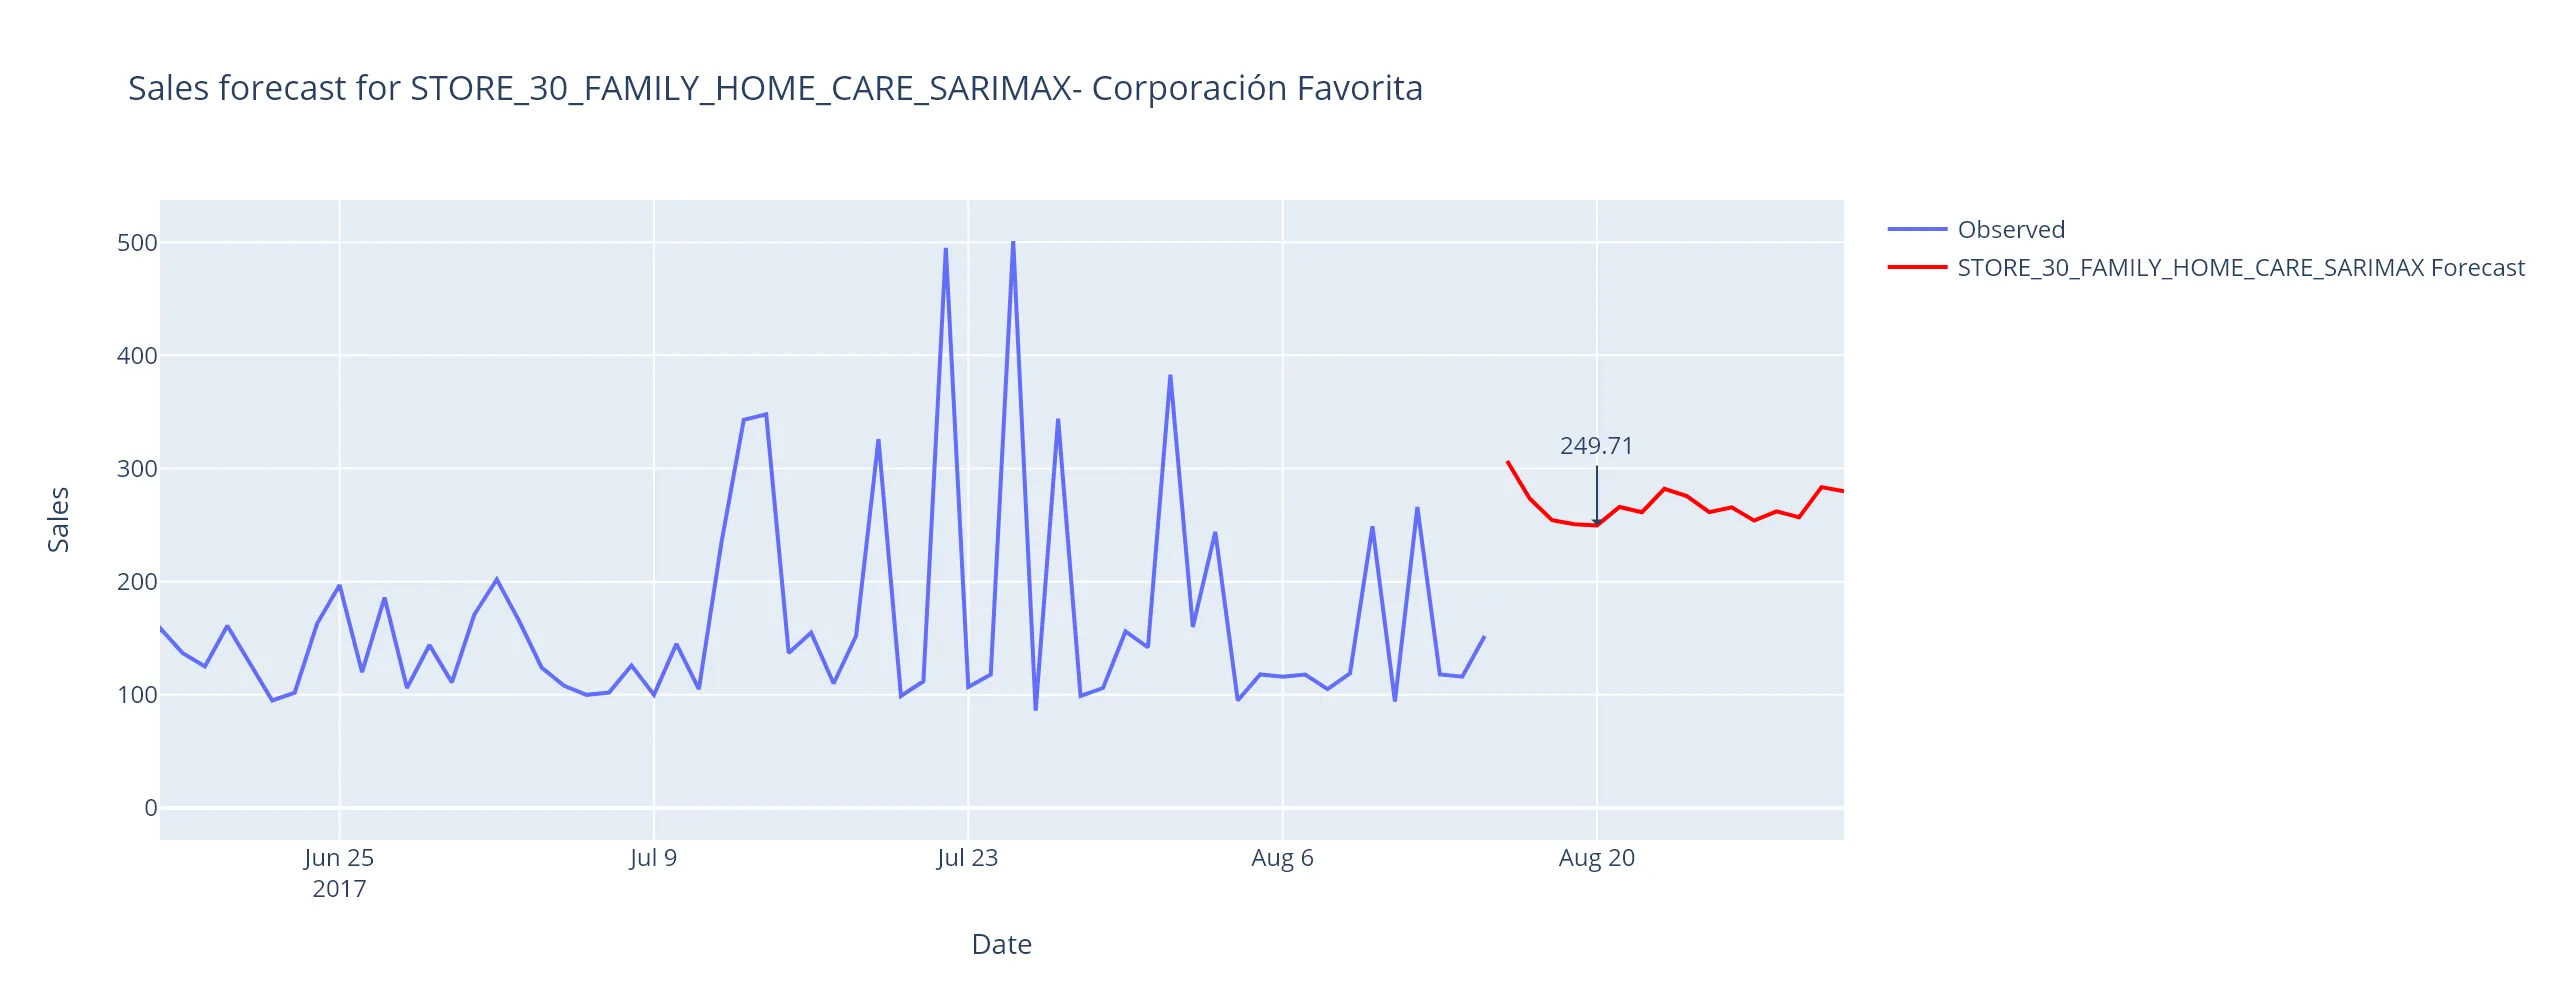 Sales forecast for STORE_30_FAMILY_HOME_CARE_SARIMAX- Corporación Favorita
Observed
STORE_30_FAMILY_HOME_CARE_SARIMAX Forecast
500
400
300
200
100
0
Sales
249.71
Jun 25
2017
Jul 9
Jul 23
Aug 6
Aug 20
Date